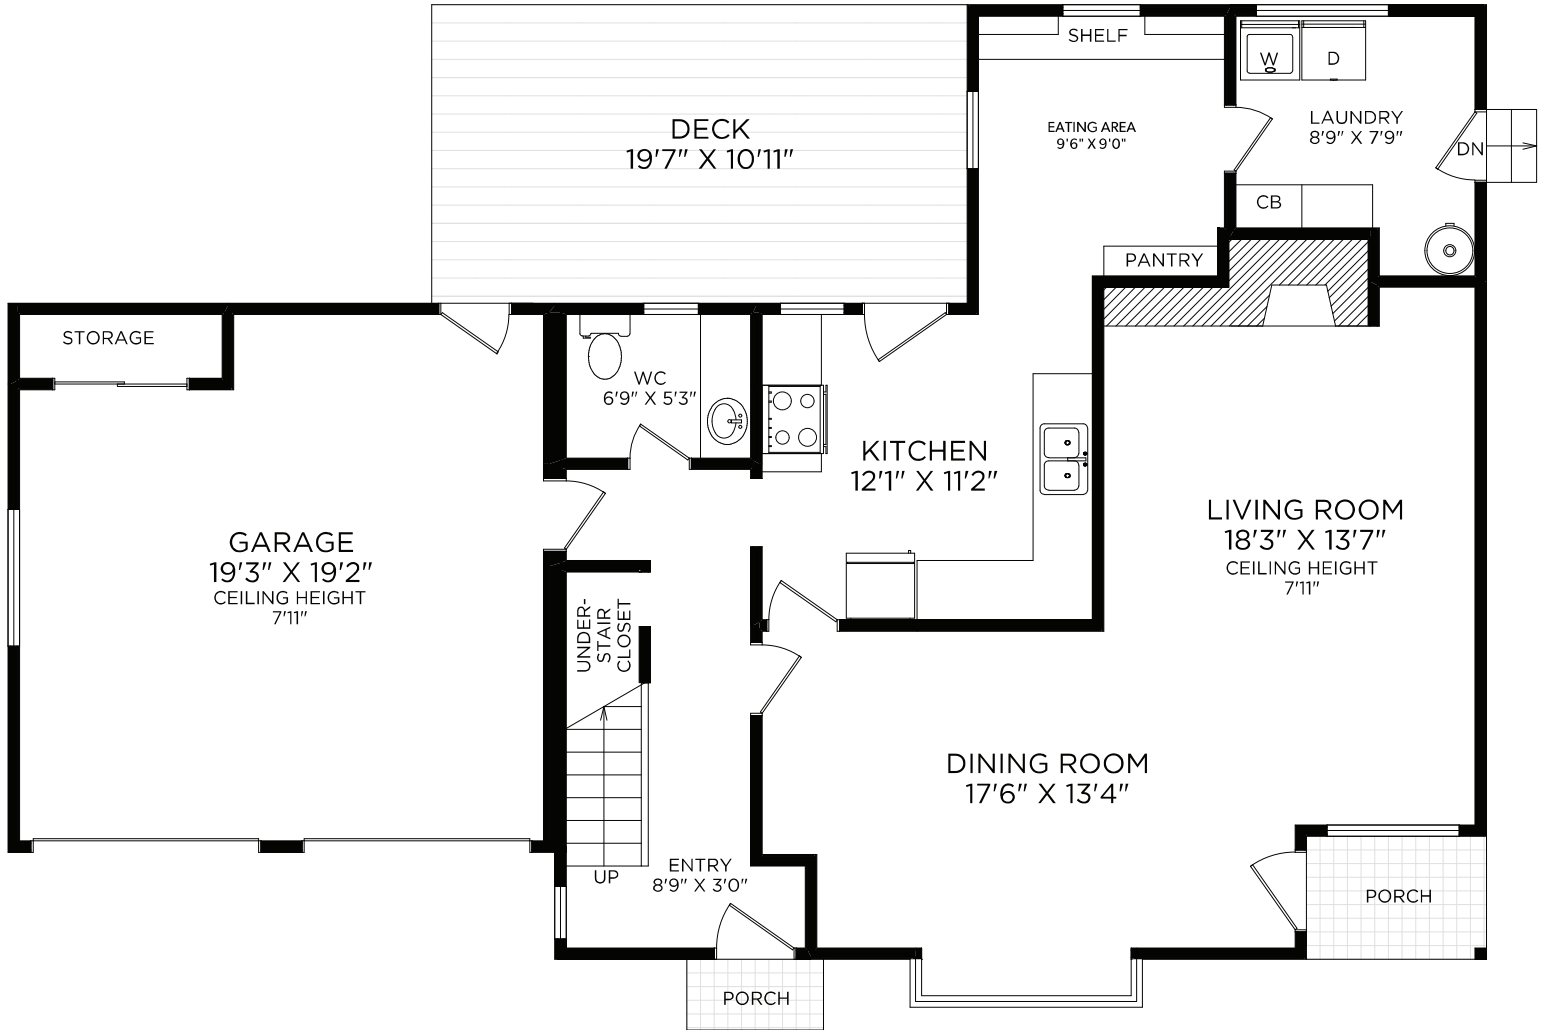 SHELF
W
D
DECK
19'7" X 10'11"
EATING AREA
9'6" X 9'0"
LAUNDRY
8'9" X 7'9"
DN
CB
PANTRY
STORAGE
WC
6'9" X 5'3"
KITCHEN
12'1" X 11'2"
LIVING ROOM
18'3" X 13'7"
CEILING HEIGHT
7'11"
GARAGE
19'3" X 19'2"
CEILING HEIGHT
7'11"
UNDER-
STAIR
CLOSET
DINING ROOM
17'6" X 13'4"
UP
ENTRY
8'9" X 3'0"
PORCH
PORCH